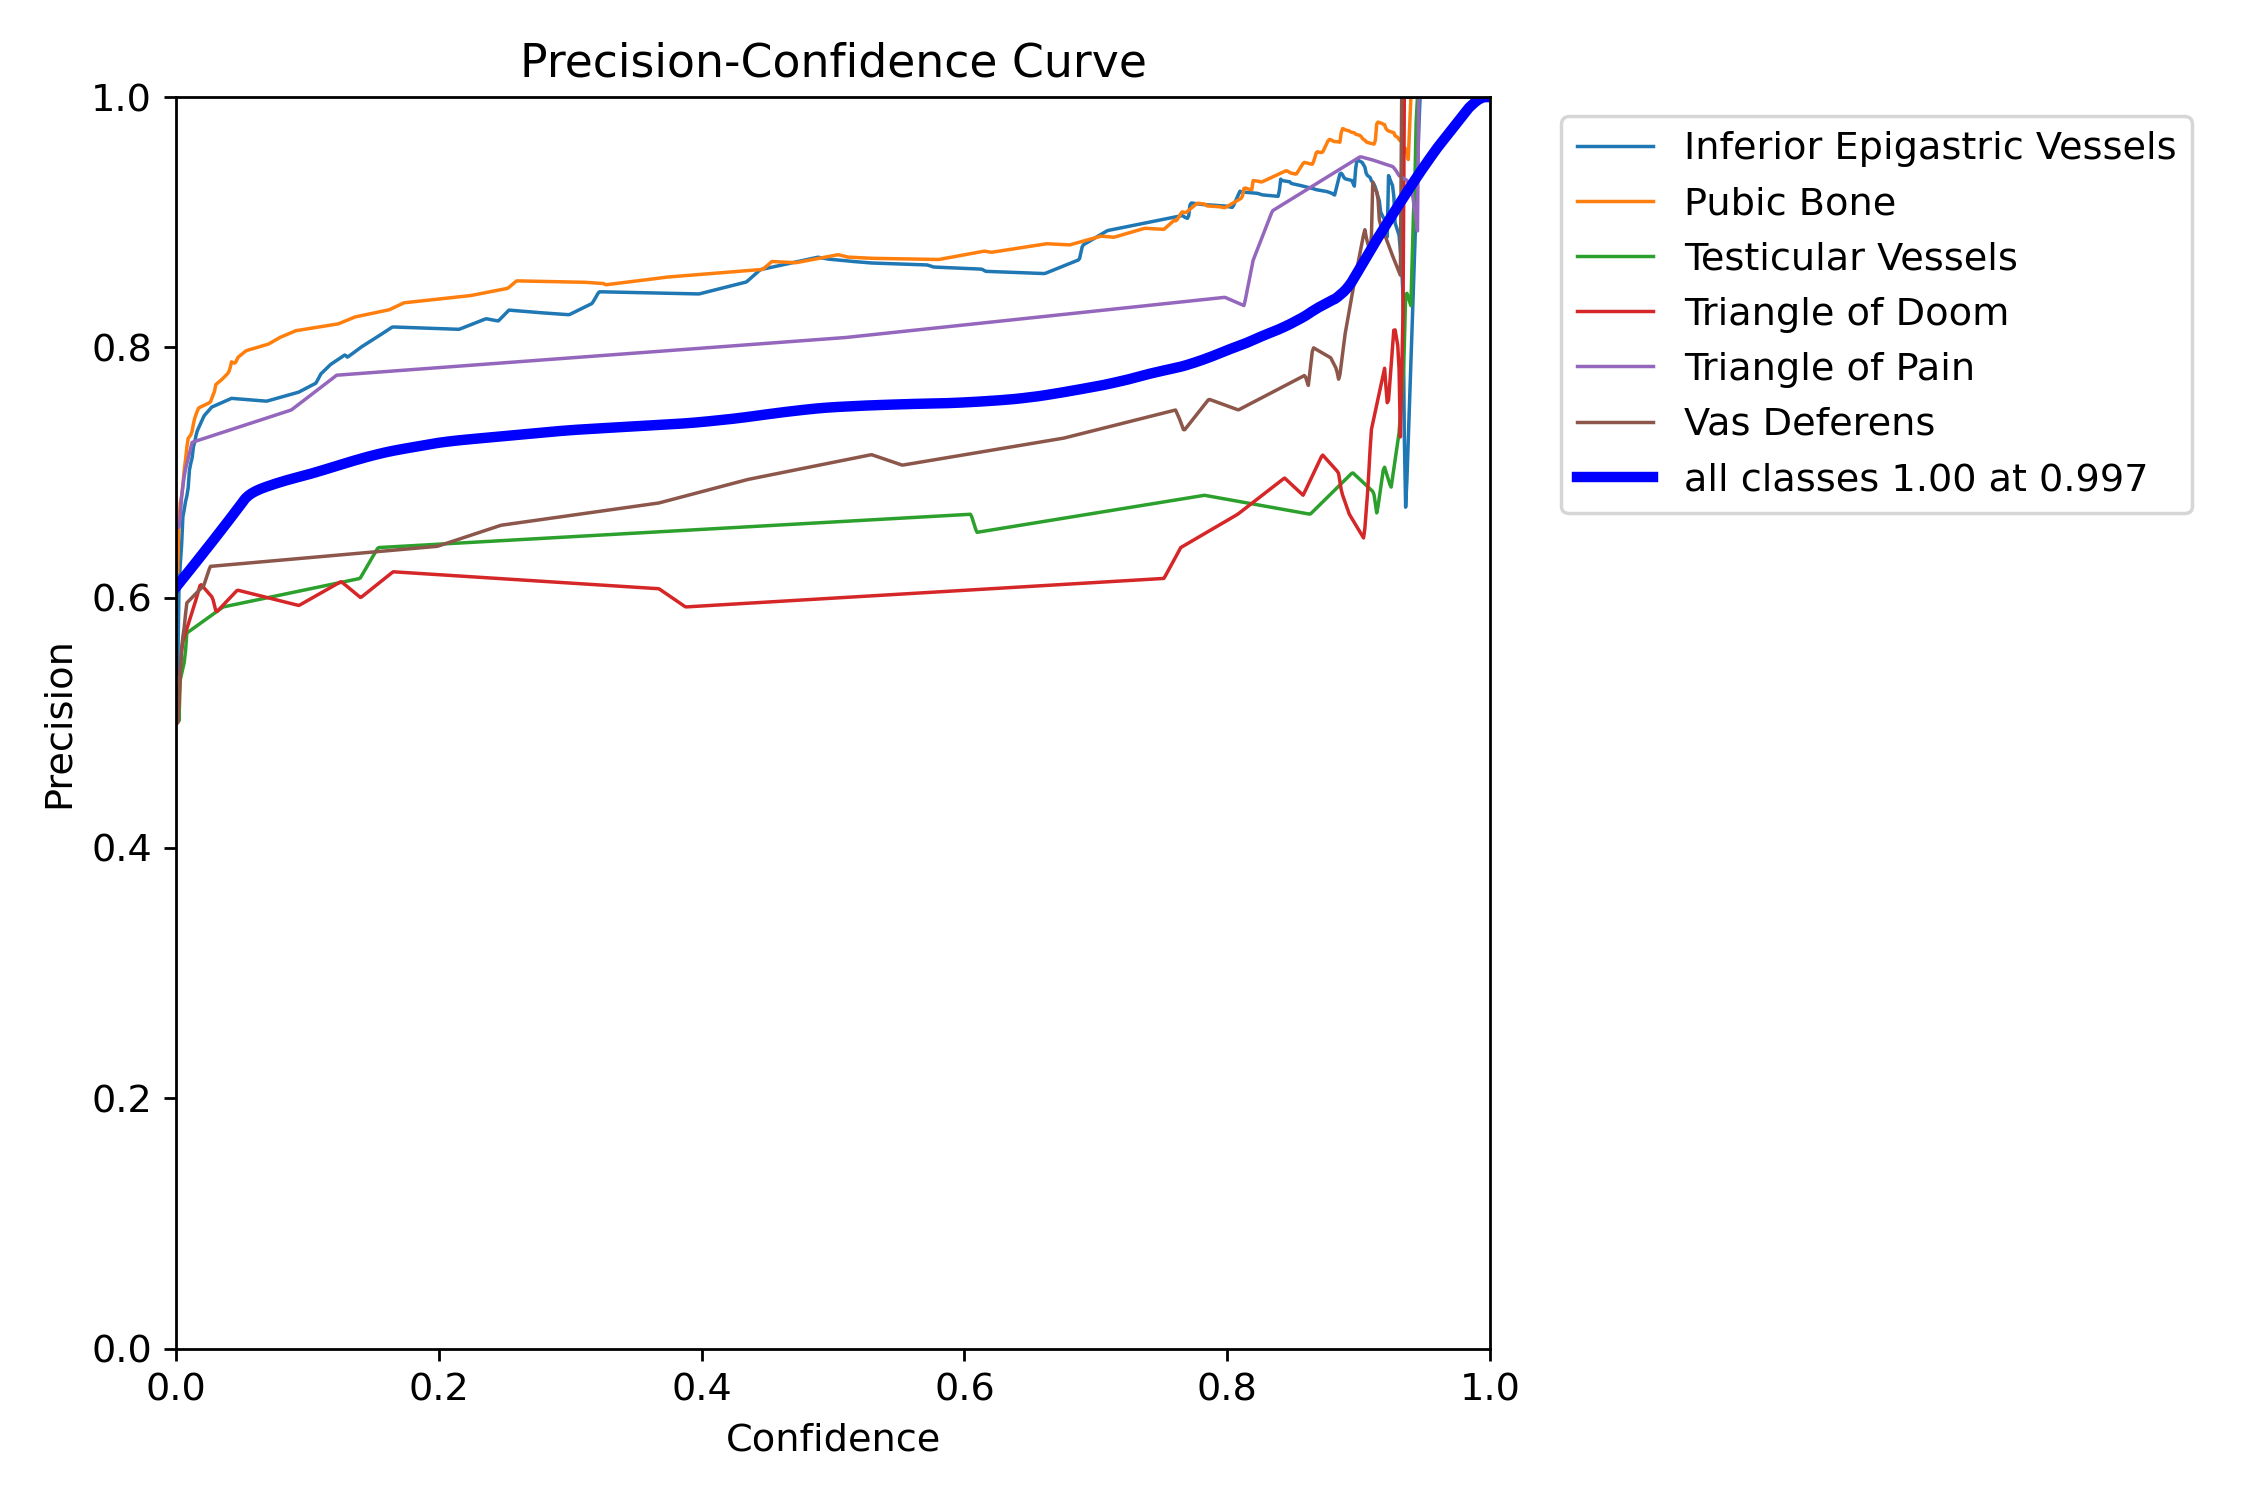 Precision-Confidence Curve
1.0
0.8
0.6
0.4
0.2
0.0
Precision
0.0 0.2 0.4 0.6 0.8 1.0
Confidence
Inferior Epigastric Vessels
Pubic Bone
Testicular Vessels
Triangle of Doom
Triangle of Pain
Vas Deferens
all classes 1.00 at 0.997